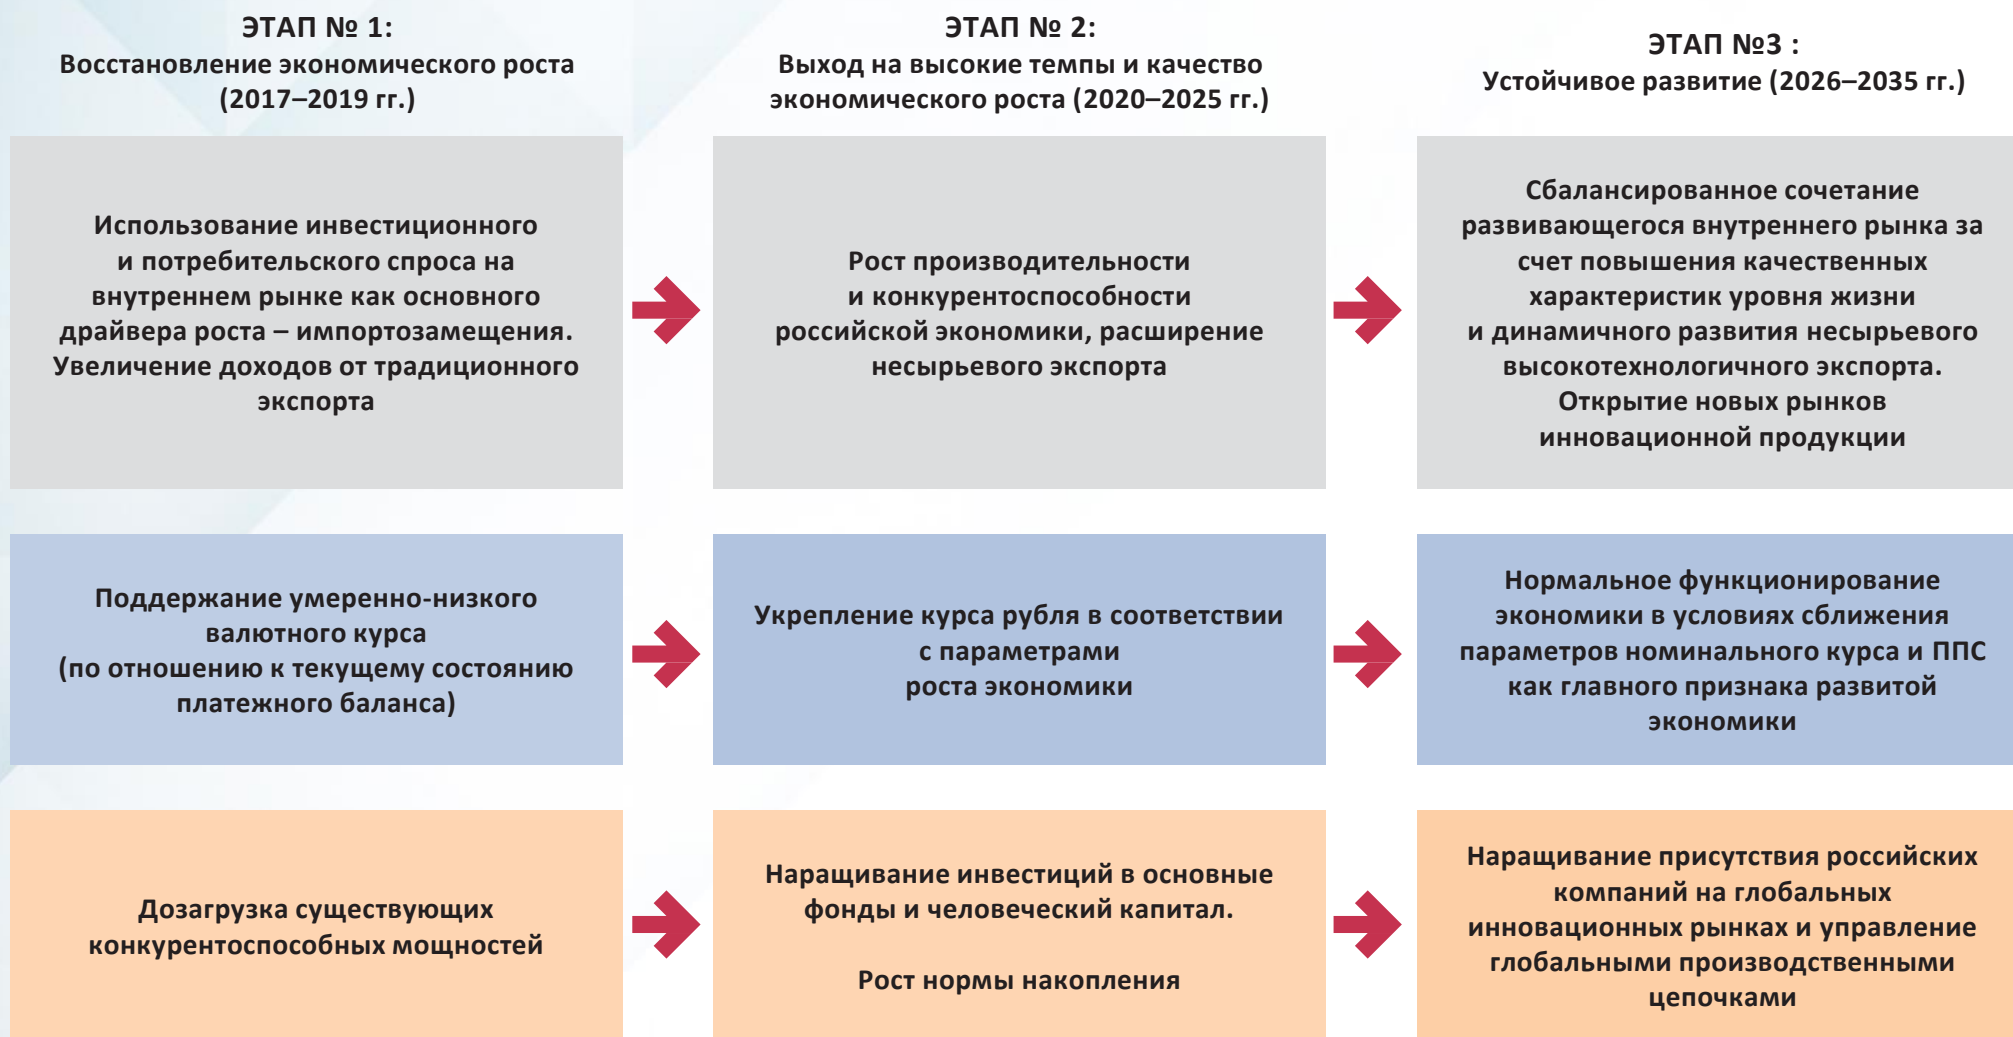 ЭТАП № 1:
Восстановление экономического роста
(2017–2019 гг.)
ЭТАП № 2:
Выход на высокие темпы и качество
экономического роста (2020–2025 гг.)
ЭТАП №3 :
Устойчивое развитие (2026–2035 гг.)
Использование инвестиционного
и потребительского спроса на
внутреннем рынке как основного
драйвера роста – импортозамещения.
Увеличение доходов от традиционного
экспорта
Рост производительности
и конкурентоспособности
российской экономики, расширение
несырьевого экспорта
Сбалансированное сочетание
развивающегося внутреннего рынка за
счет повышения качественных
характеристик уровня жизни
и динамичного развития несырьевого
высокотехнологичного экспорта.
Открытие новых рынков
инновационной продукции
Поддержание умеренно-низкого
валютного курса
(по отношению к текущему состоянию
платежного баланса)
Укрепление курса рубля в соответствии
с параметрами
роста экономики
Нормальное функционирование
экономики в условиях сближения
параметров номинального курса и ППС
как главного признака развитой
экономики
Дозагрузка существующих
конкурентоспособных мощностей
Наращивание инвестиций в основные
фонды и человеческий капитал.
Рост нормы накопления
Наращивание присутствия российских
компаний на глобальных
инновационных рынках и управление
глобальными производственными
цепочками